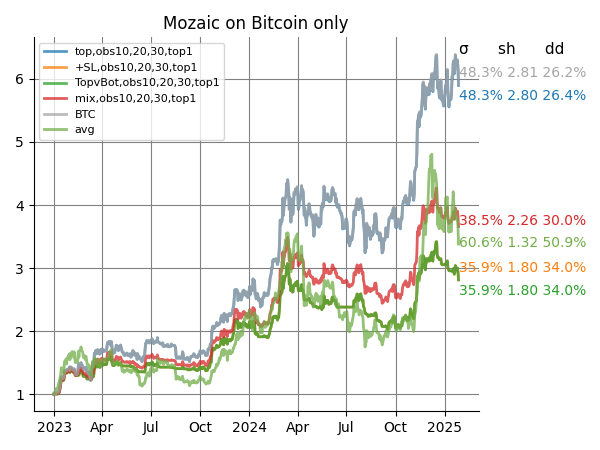 Mozaic on Bitcoin only
σ sh dd
top,obs10,20,30,top1
+SL,obs10,20,30,top1
TopvBot,obs10,20,30,top1
mix,obs10,20,30,top1
BTC
avg
48.3% 2.81 26.2%
48.3% 2.80 26.4%
38.5% 2.26 30.0%
60.6% 1.32 50.9%
35.9% 1.80 34.0%
35.9% 1.80 34.0%
6
5
4
3
2
1
2023 Apr Jul Oct 2024 Apr Jul Oct 2025